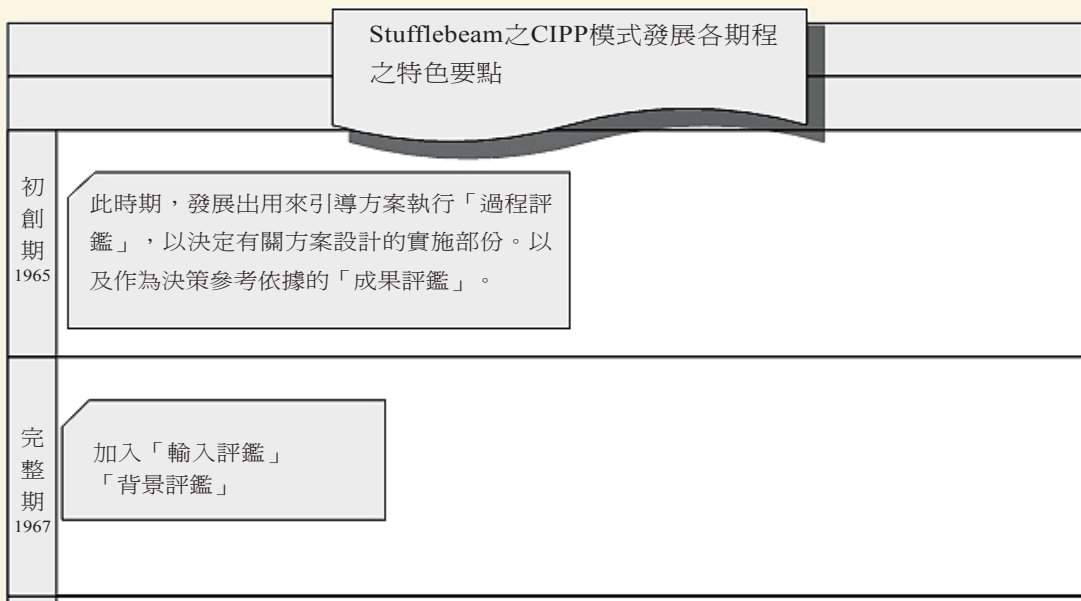 Stufflebeam之CIPP模式發展各期程
之特色要點
初
創
期
1965
此時期，發展出用來引導方案執行「過程評
鑑」，以決定有關方案設計的實施部份。以
及作為決策參考依據的「成果評鑑」。
完
整
期
1967
加入「輸入評鑑」
「背景評鑑」